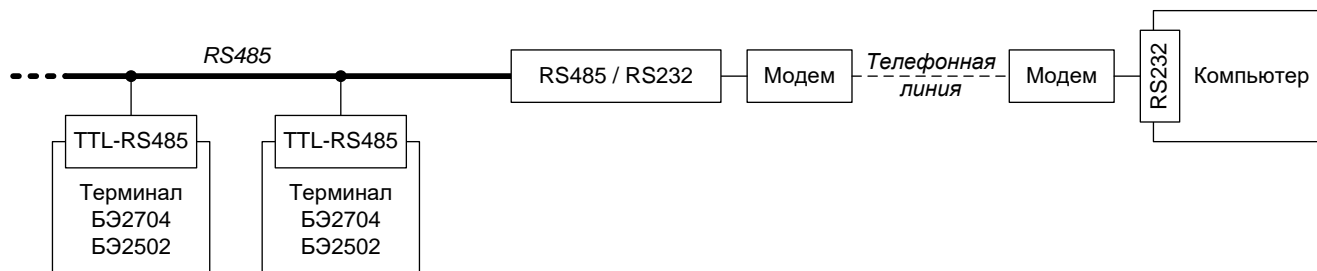 RS485
RS485 / RS232
Модем
Телефонная
линия
Модем
RS232
Компьютер
TTL-RS485
Терминал
БЭ2704
БЭ2502
TTL-RS485
Терминал
БЭ2704
БЭ2502